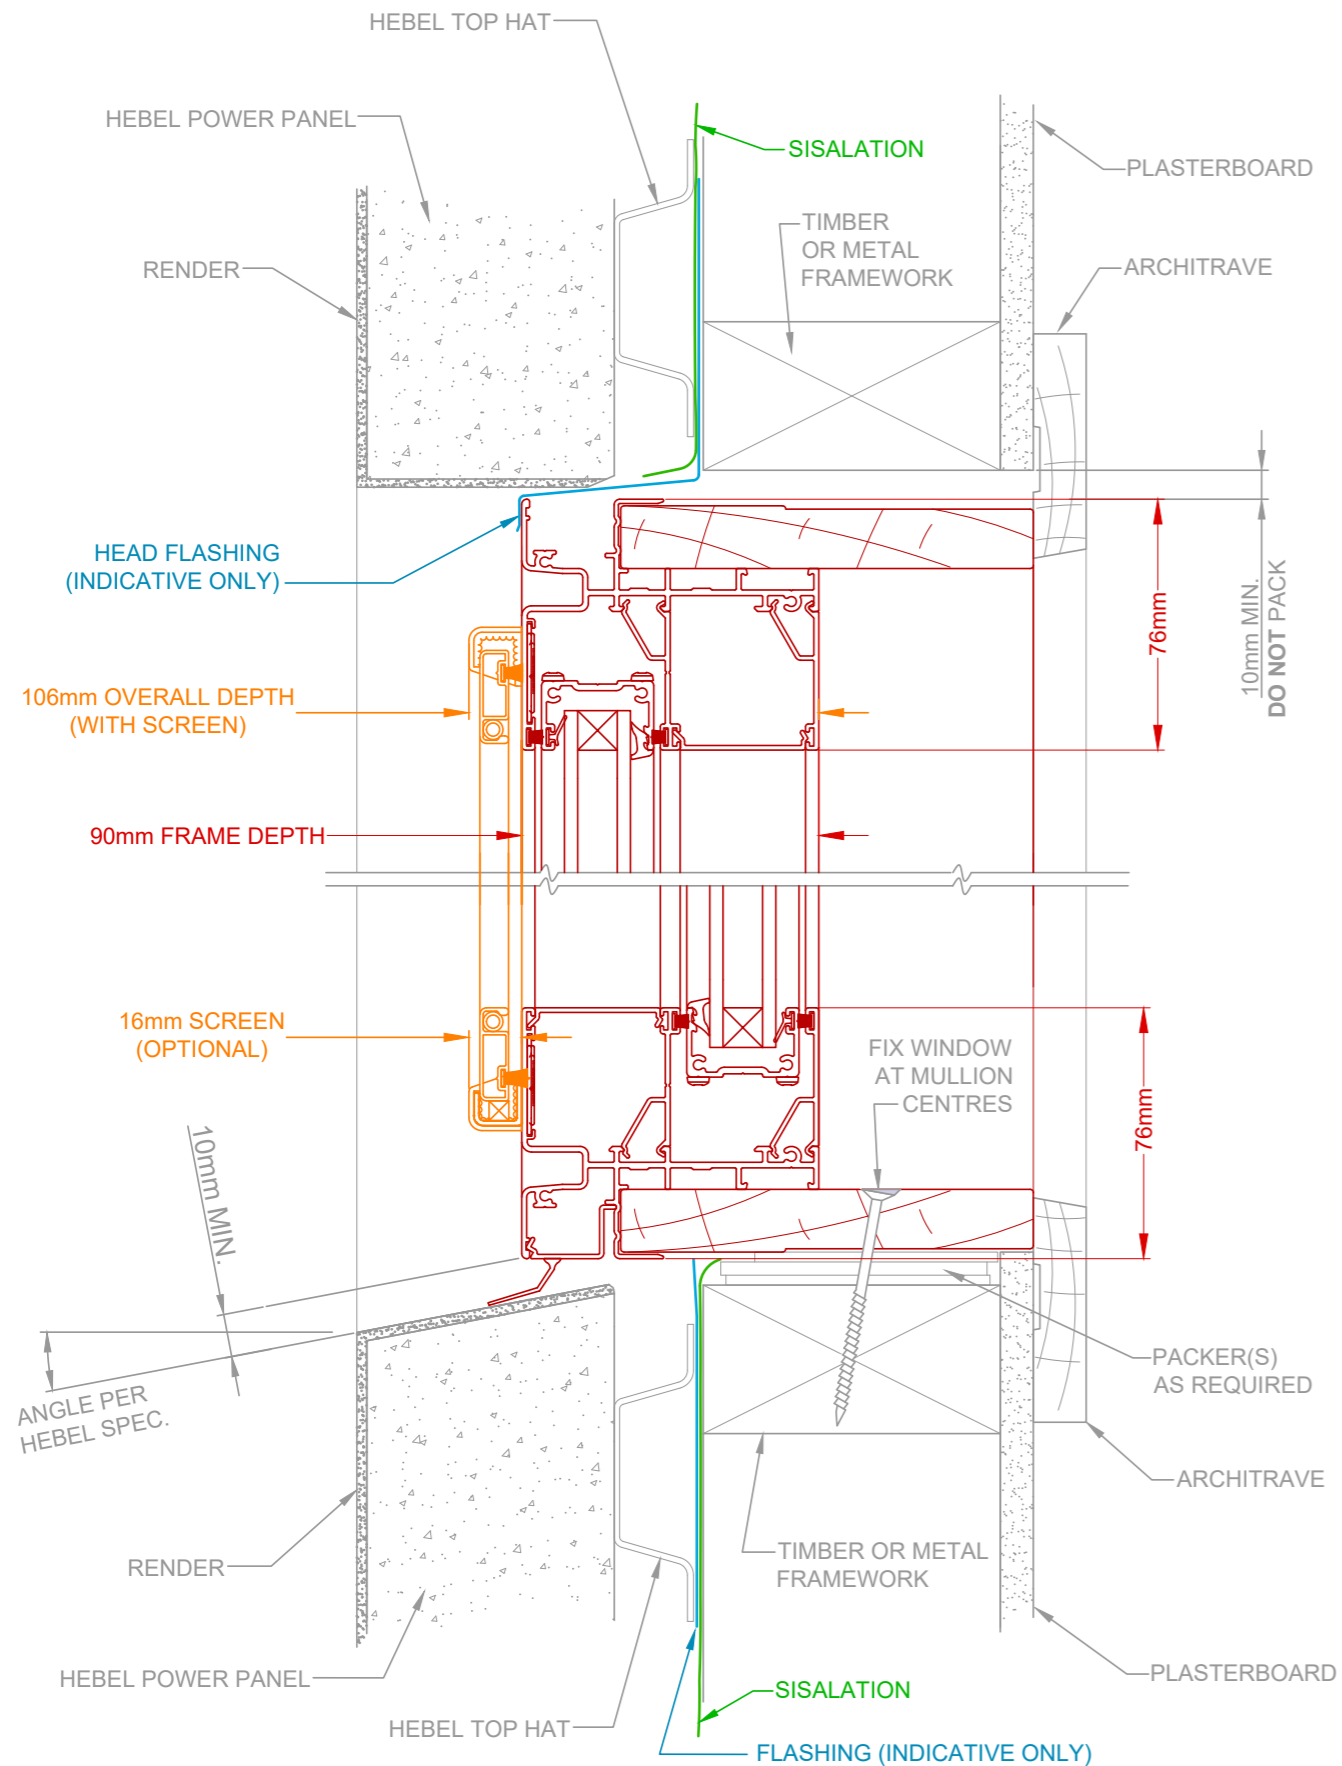 HEBEL TOP HAT
HEBEL POWER PANEL
SISALATION
PLASTERBOARD
TIMBER
OR METAL
FRAMEWORK
RENDER
ARCHITRAVE
HEAD FLASHING
(INDICATIVE ONLY)
10mm MIN.
DO NOT PACK
76mm
106mm OVERALL DEPTH
(WITH SCREEN)
90mm FRAME DEPTH
16mm SCREEN
(OPTIONAL)
FIX WINDOW
AT MULLION
CENTRES
76mm
10mm MIN.
ANGLE PER
HEBEL SPEC.
PACKER(S)
AS REQUIRED
ARCHITRAVE
RENDER
TIMBER OR METAL
FRAMEWORK
HEBEL POWER PANEL
PLASTERBOARD
SISALATION
HEBEL TOP HAT
FLASHING (INDICATIVE ONLY)